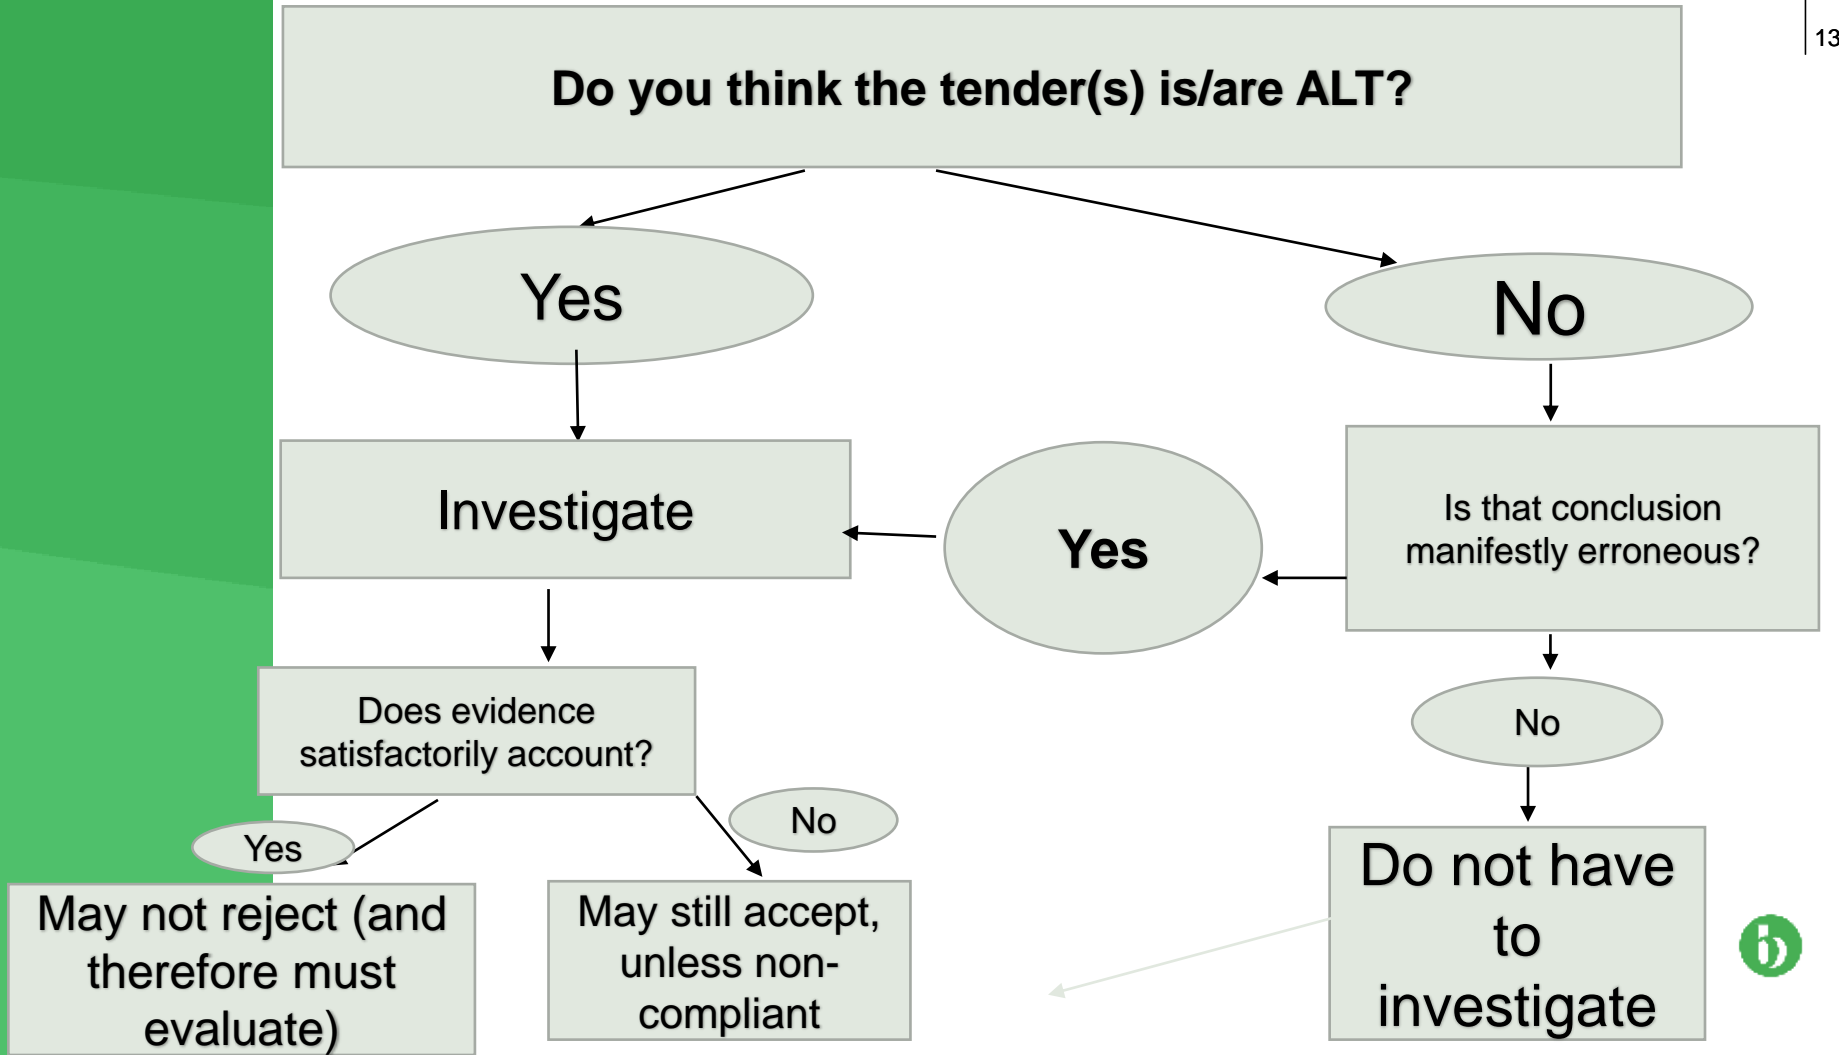 13
Do you think the tender(s) is/are ALT?
Yes
No
Investigate
Yes
Is that conclusion
manifestly erroneous?
Does evidence
satisfactorily account?
No
Yes
No
May not reject (and
therefore must
evaluate)
May still accept,
unless non-
compliant
Do not have
to
investigate